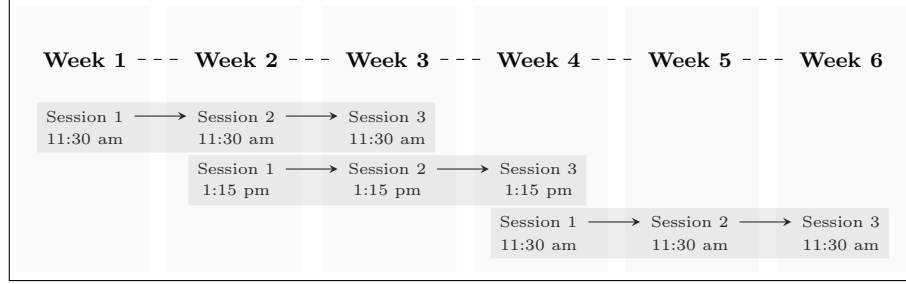 Week 1 Week 2 Week 3 Week 4 Week 5 Week 6
Session 1 Session 2 Session 3
11:30 am 11:30 am 11:30 am
Session 1 Session 2 Session 3
1:15 pm 1:15 pm 1:15 pm
Session 1 Session 2 Session 3
11:30 am 11:30 am 11:30 am